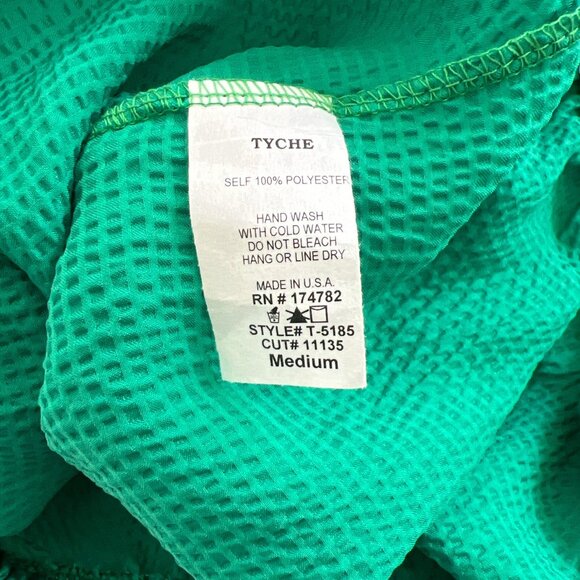 TYCHE
SELF 100% POLYESTER
HAND WASH
WITH COLD WATER
DO NOT BLEACH
HANG OR LINE DRY
MADE IN U.S.A.
RN # 174782
STYLE# T-5185
CUT# 11135
Medium